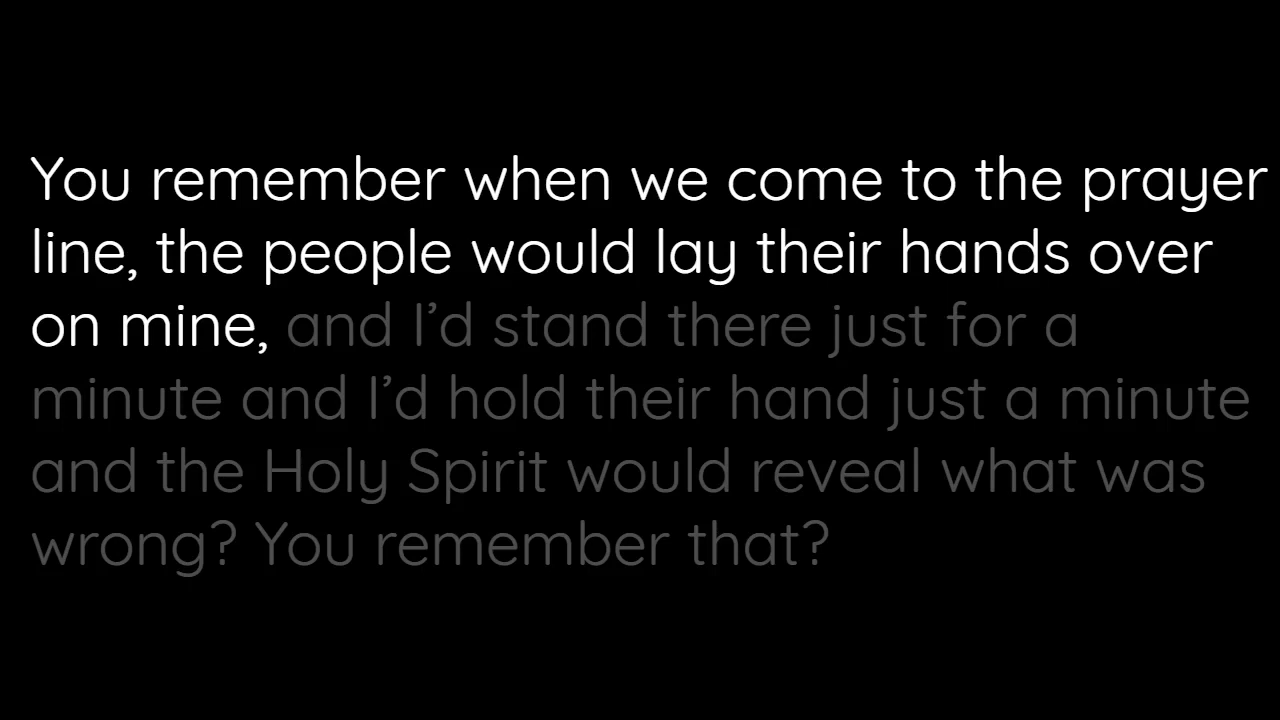 You remember when we come to the prayer
line, the people would lay their hands over
on mine, and I’d stand there just for a
minute and I’d hold their hand just a minute
and the Holy Spirit would reveal what was
wrong? You remember that?